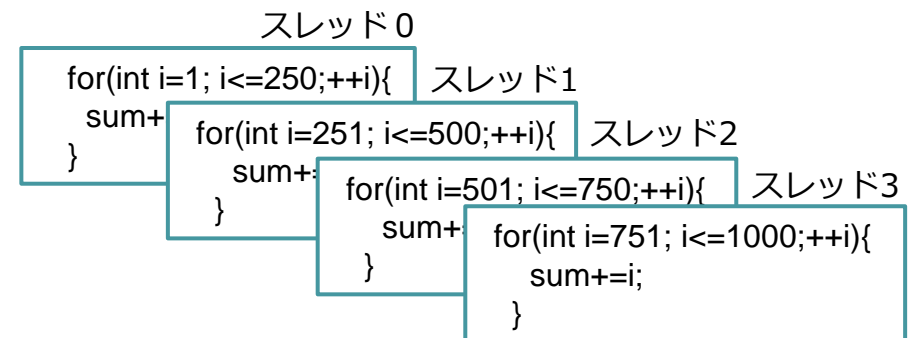 スレッド０
for(int i=1; i<=250;++i){
sum+
}
スレッド1
for(int i=251; i<=500;++i){
sum+=
}
スレッド2
for(int i=501; i<=750;++i){
sum+=
}
スレッド3
for(int i=751; i<=1000;++i){
sum+=i;
}